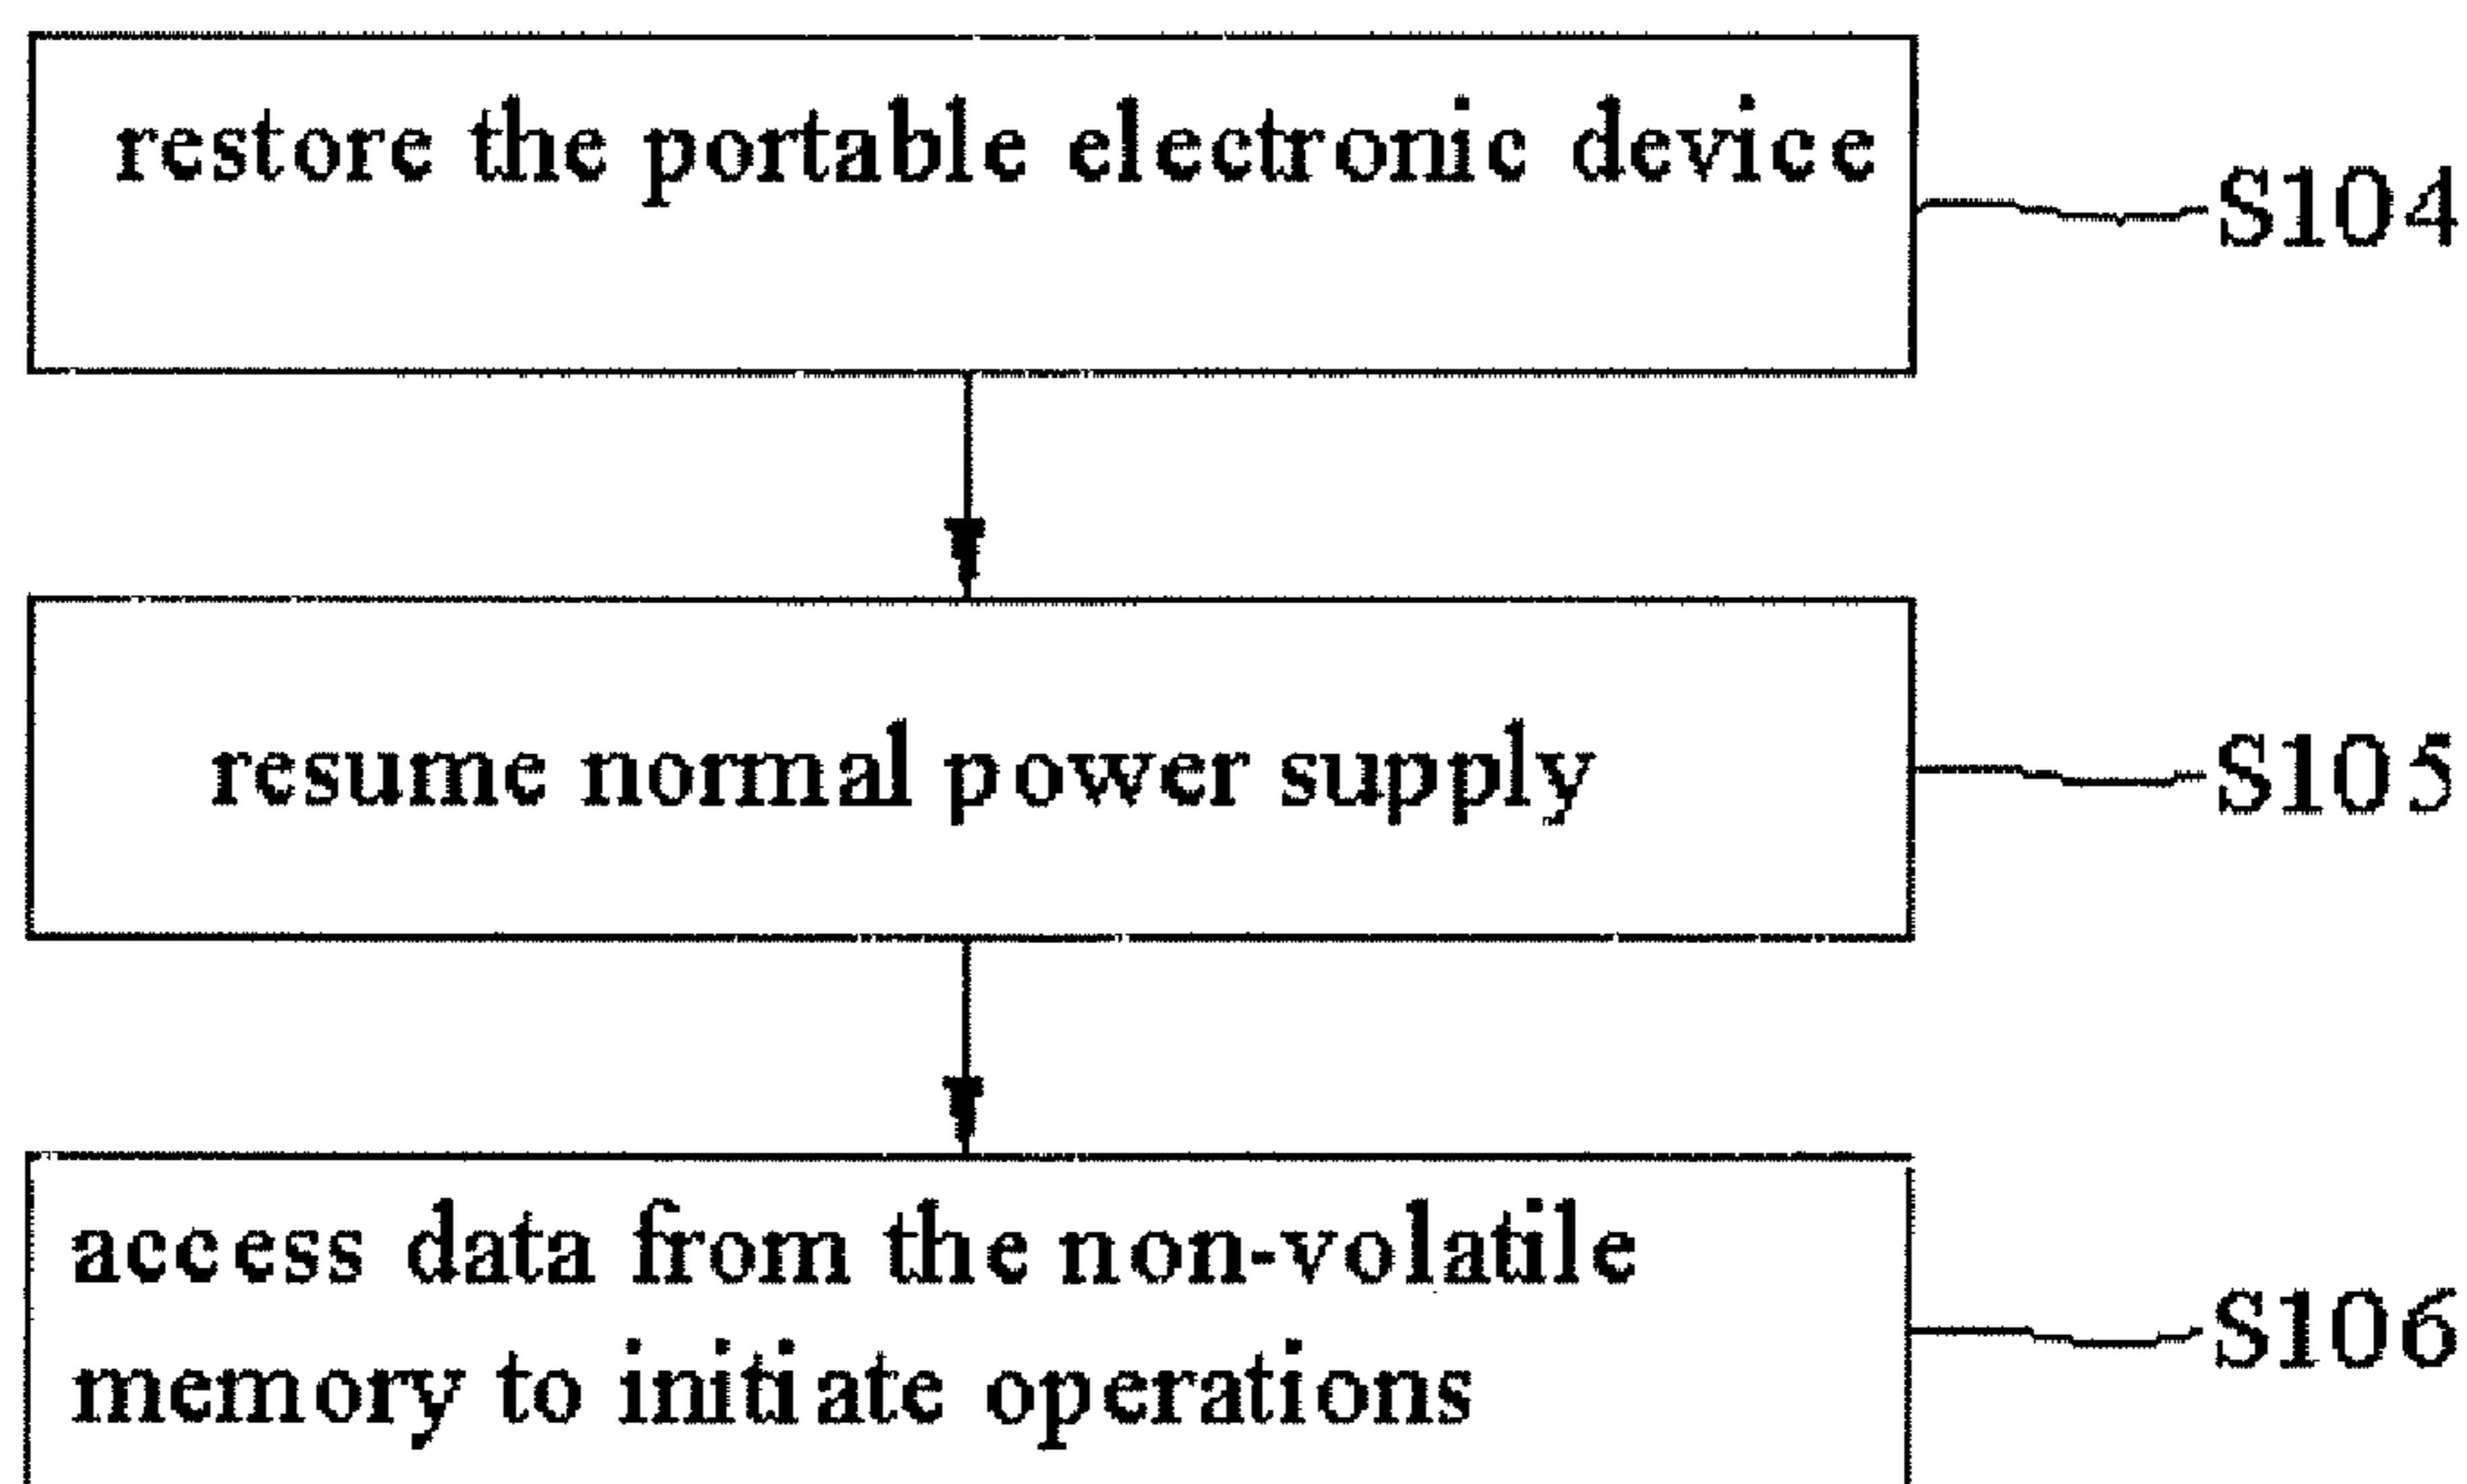 restore the portable electronic device
S104
resume normal power supply
S105
access data from the non-volatile
memory to initiate operations
S106